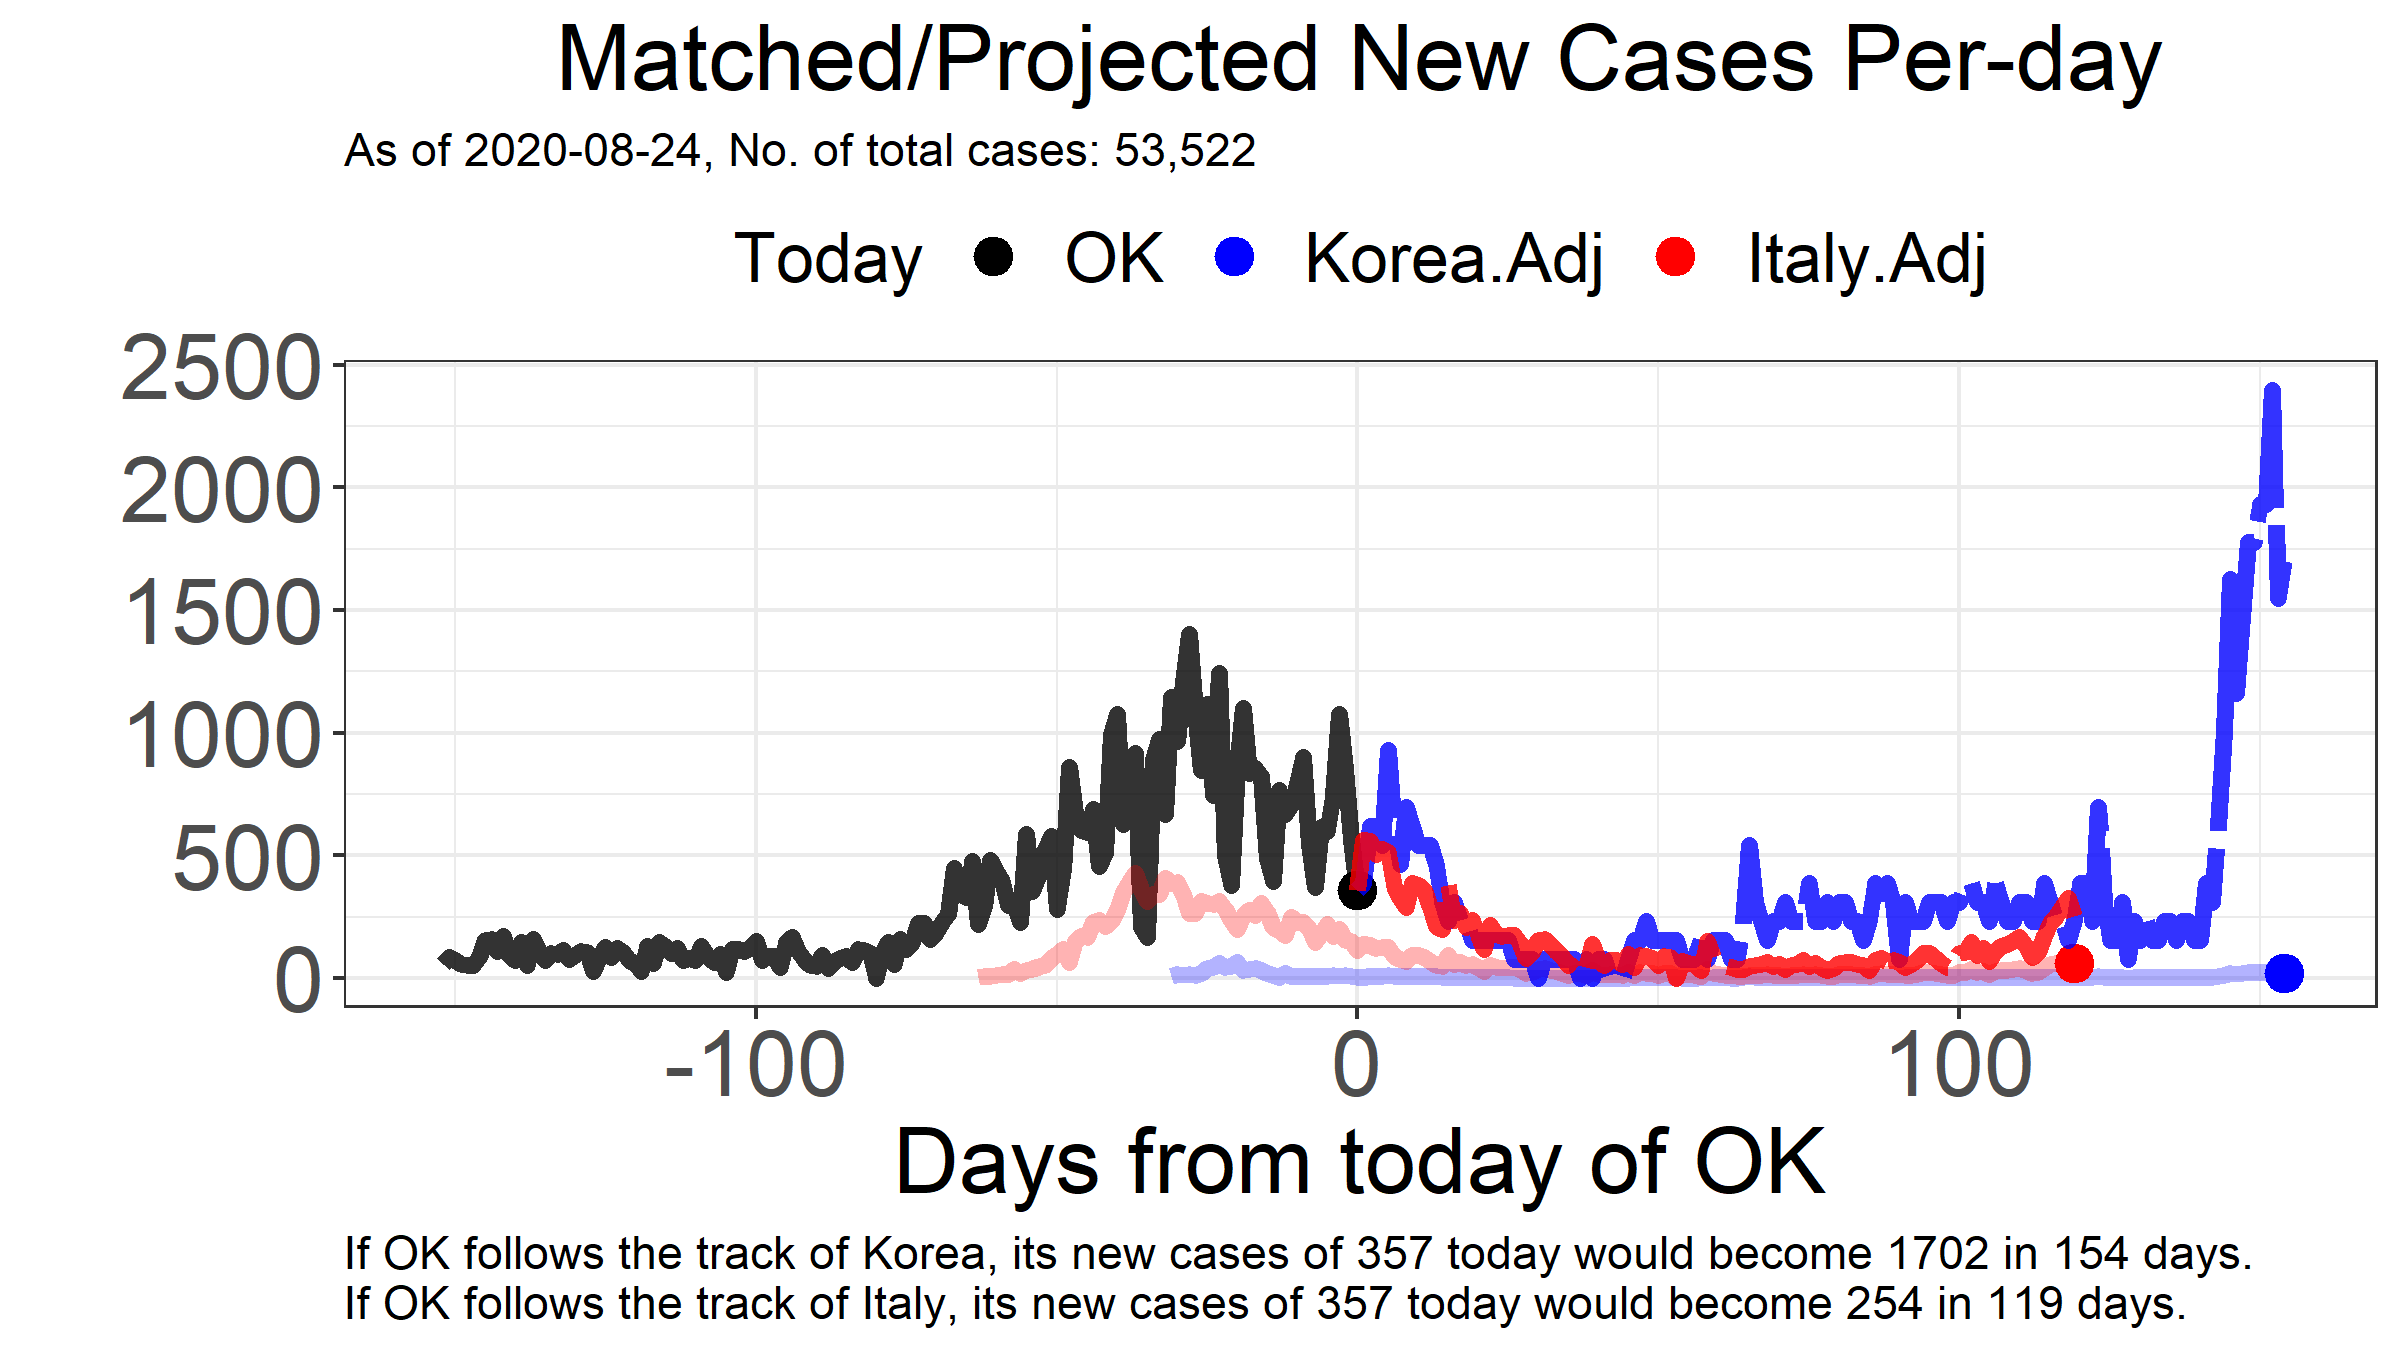 Matched/Projected New Cases Per-day
As of 2020-08-24, No. of total cases: 53,522
Today OK Korea.Adj Italy.Adj
2500
2000
1500
1000
500
0
-100 0 100
Days from today of OK
If OK follows the track of Korea, its new cases of 357 today would become 1702 in 154 days.
If OK follows the track of Italy, its new cases of 357 today would become 254 in 119 days.